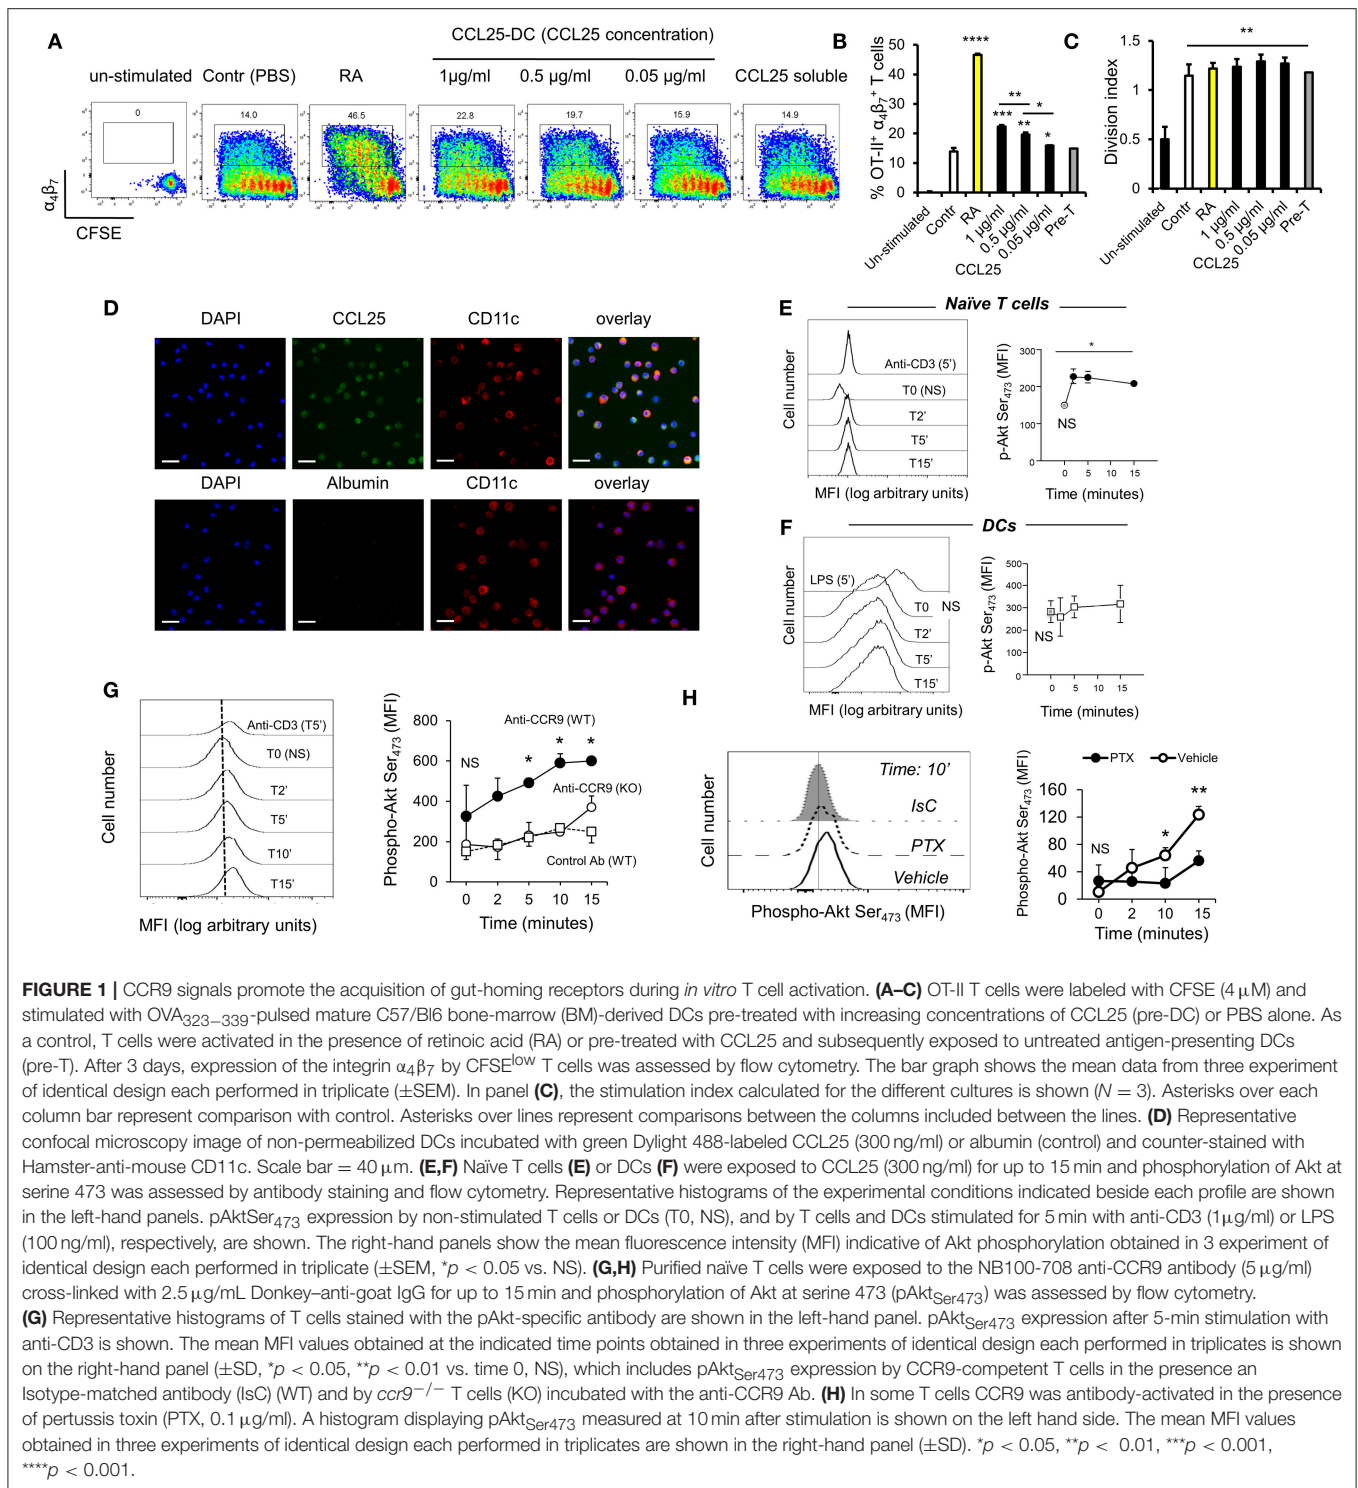 A
CCL25-DC (CCL25 concentration)
un-stimulated Contr (PBS) RA 1µg/ml 0.5 µg/ml 0.05 µg/ml CCL25 soluble
0 14.0 46.5 22.8 19.7 15.9 14.9
α4β7
CFSE
B
% OT-II+ α4β7+ T cells
50
40
30
20
10
0
**** *** ** * ** *
Un-stimulated Contr RA 1 µg/ml 0.5 µg/ml 0.05 µg/ml Pre-T
CCL25
C
Division index
1.5
1
0.5
0
**
Un-stimulated Contr RA 1 µg/ml 0.5 µg/ml 0.05 µg/ml Pre-T
CCL25
D
DAPI CCL25 CD11c overlay
DAPI Albumin CD11c overlay
E
Naïve T cells
Cell number
Anti-CD3 (5')
T0 (NS)
T2'
T5'
T15'
MFI (log arbitrary units)
p-Akt Ser473 (MFI)
300
200
100
0
*
NS
0 5 10 15
Time (minutes)
F
DCs
Cell number
LPS (5')
T0 NS
T2'
T5'
T15'
MFI (log arbitrary units)
p-Akt Ser473 (MFI)
500
400
300
200
100
0
NS
0 5 10 15
Time (minutes)
G
Cell number
Anti-CD3 (T5')
T0 (NS)
T2'
T5'
T10'
T15'
MFI (log arbitrary units)
Phospho-Akt Ser473 (MFI)
800
600
400
200
0
Anti-CCR9 (WT)
NS * * *
Anti-CCR9 (KO)
Control Ab (WT)
0 2 5 10 15
Time (minutes)
H
Cell number
Time: 10'
IsC
PTX
Vehicle
Phospho-Akt Ser473 (MFI)
PTX Vehicle
Phospho-Akt Ser473 (MFI)
160
120
80
40
0
NS * **
0 2 10 15
Time (minutes)
FIGURE 1 | CCR9 signals promote the acquisition of gut-homing receptors during in vitro T cell activation. (A–C) OT-II T cells were labeled with CFSE (4 µM) and
stimulated with OVA323–339-pulsed mature C57/Bl6 bone-marrow (BM)-derived DCs pre-treated with increasing concentrations of CCL25 (pre-DC) or PBS alone. As
a control, T cells were activated in the presence of retinoic acid (RA) or pre-treated with CCL25 and subsequently exposed to untreated antigen-presenting DCs
(pre-T). After 3 days, expression of the integrin α4β7 by CFSElow T cells was assessed by flow cytometry. The bar graph shows the mean data from three experiment
of identical design each performed in triplicate (±SEM). In panel (C), the stimulation index calculated for the different cultures is shown (N = 3). Asterisks over each
column bar represent comparison with control. Asterisks over lines represent comparisons between the columns included between the lines. (D) Representative
confocal microscopy image of non-permeabilized DCs incubated with green Dylight 488-labeled CCL25 (300 ng/ml) or albumin (control) and counter-stained with
Hamster-anti-mouse CD11c. Scale bar = 40 µm. (E,F) Naïve T cells (E) or DCs (F) were exposed to CCL25 (300 ng/ml) for up to 15 min and phosphorylation of Akt at
serine 473 was assessed by antibody staining and flow cytometry. Representative histograms of the experimental conditions indicated beside each profile are shown
in the left-hand panels. pAktSer473 expression by non-stimulated T cells or DCs (T0, NS), and by T cells and DCs stimulated for 5 min with anti-CD3 (1µg/ml) or LPS
(100 ng/ml), respectively, are shown. The right-hand panels show the mean fluorescence intensity (MFI) indicative of Akt phosphorylation obtained in 3 experiment of
identical design each performed in triplicate (±SEM, *p < 0.05 vs. NS). (G,H) Purified naïve T cells were exposed to the NB100-708 anti-CCR9 antibody (5 µg/ml)
cross-linked with 2.5 µg/mL Donkey–anti-goat IgG for up to 15 min and phosphorylation of Akt at serine 473 (pAktSer473) was assessed by flow cytometry.
(G) Representative histograms of T cells stained with the pAkt-specific antibody are shown in the left-hand panel. pAktSer473 expression after 5-min stimulation with
anti-CD3 is shown. The mean MFI values obtained at the indicated time points obtained in three experiments of identical design each performed in triplicates is shown
on the right-hand panel (±SD, *p < 0.05, **p < 0.01 vs. time 0, NS), which includes pAktSer473 expression by CCR9-competent T cells in the presence an
Isotype-matched antibody (IsC) (WT) and by ccr9−/− T cells (KO) incubated with the anti-CCR9 Ab. (H) In some T cells CCR9 was antibody-activated in the presence
of pertussis toxin (PTX, 0.1 µg/ml). A histogram displaying pAktSer473 measured at 10 min after stimulation is shown on the left hand side. The mean MFI values
obtained in three experiments of identical design each performed in triplicates are shown in the right-hand panel (±SD). *p < 0.05, **p < 0.01, ***p < 0.001,
****p < 0.001.